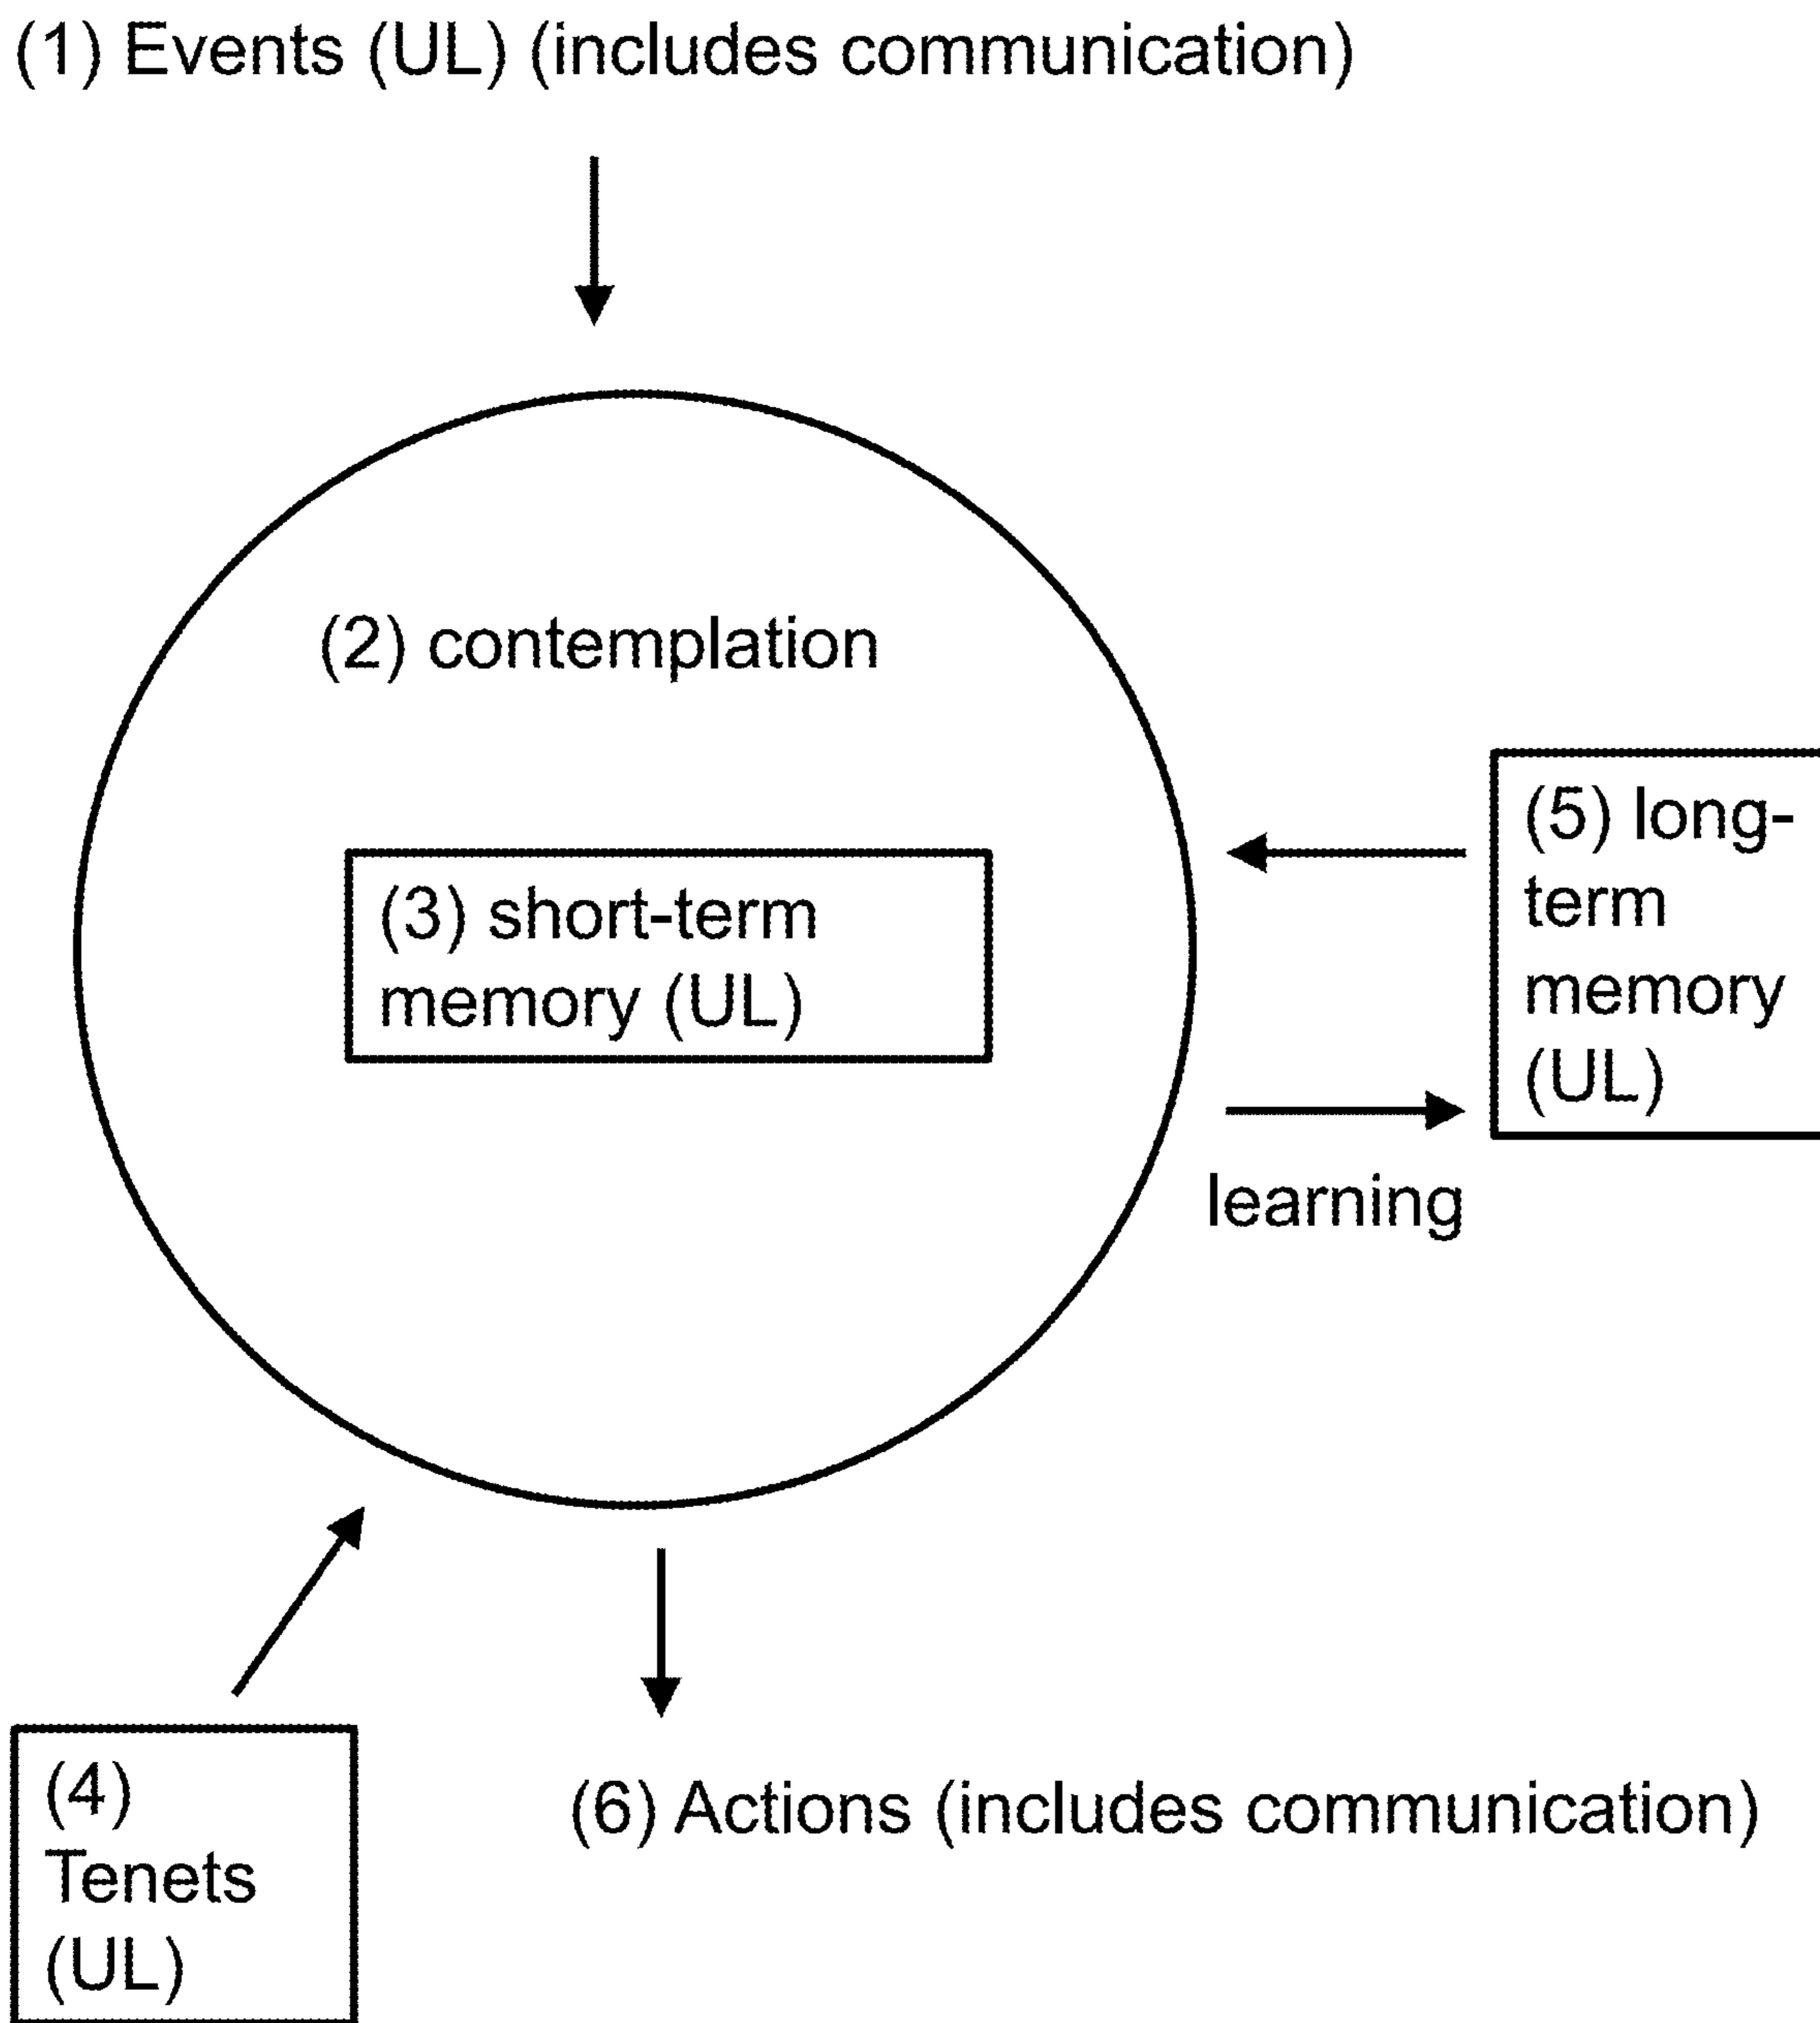 (1) Events (UL) (includes communication)
(2) contemplation
(3) short-term
memory (UL)
(5) long-
term
memory
(UL)
learning
(4)
Tenets
(UL)
(6) Actions (includes communication)